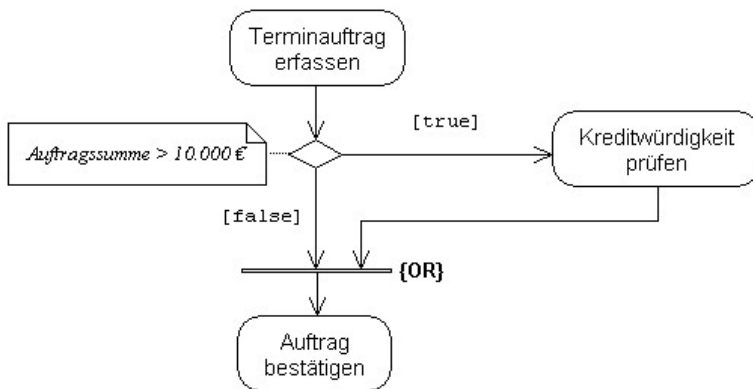 Terminauftrag
erfassen
[true]
Auftragssumme > 10.000 €
Kreditwürdigkeit
prüfen
[false]
{OR}
Auftrag
bestätigen